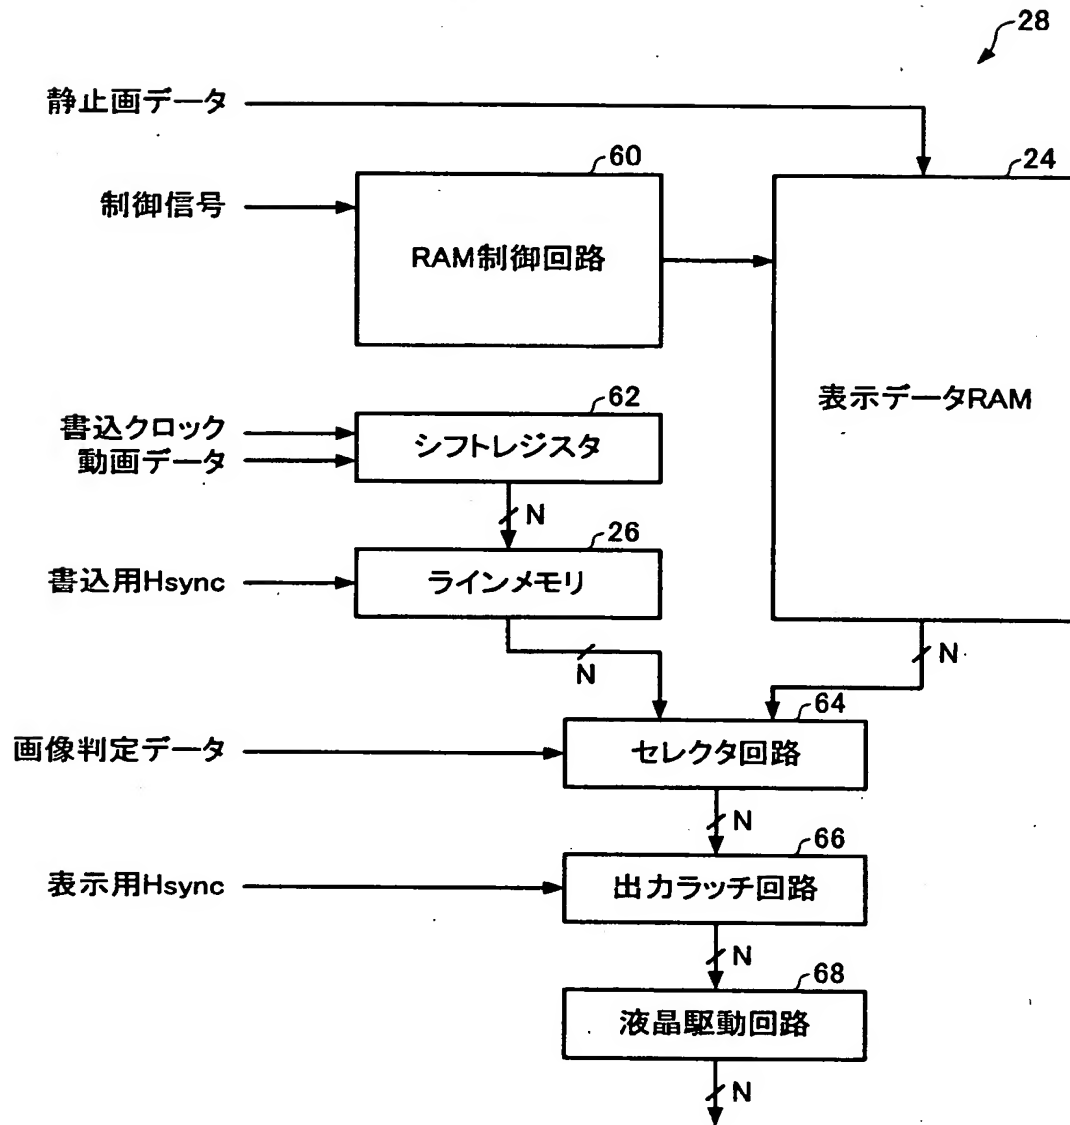 28
静止画データ
60
24
制御信号
RAM制御回路
表示データRAM
62
書込クロック
動画データ
シフトレジスタ
N
26
書込用Hsync
ラインメモリ
N
N
64
画像判定データ
セレクタ回路
N
66
表示用Hsync
出力ラッチ回路
N
68
液晶駆動回路
N